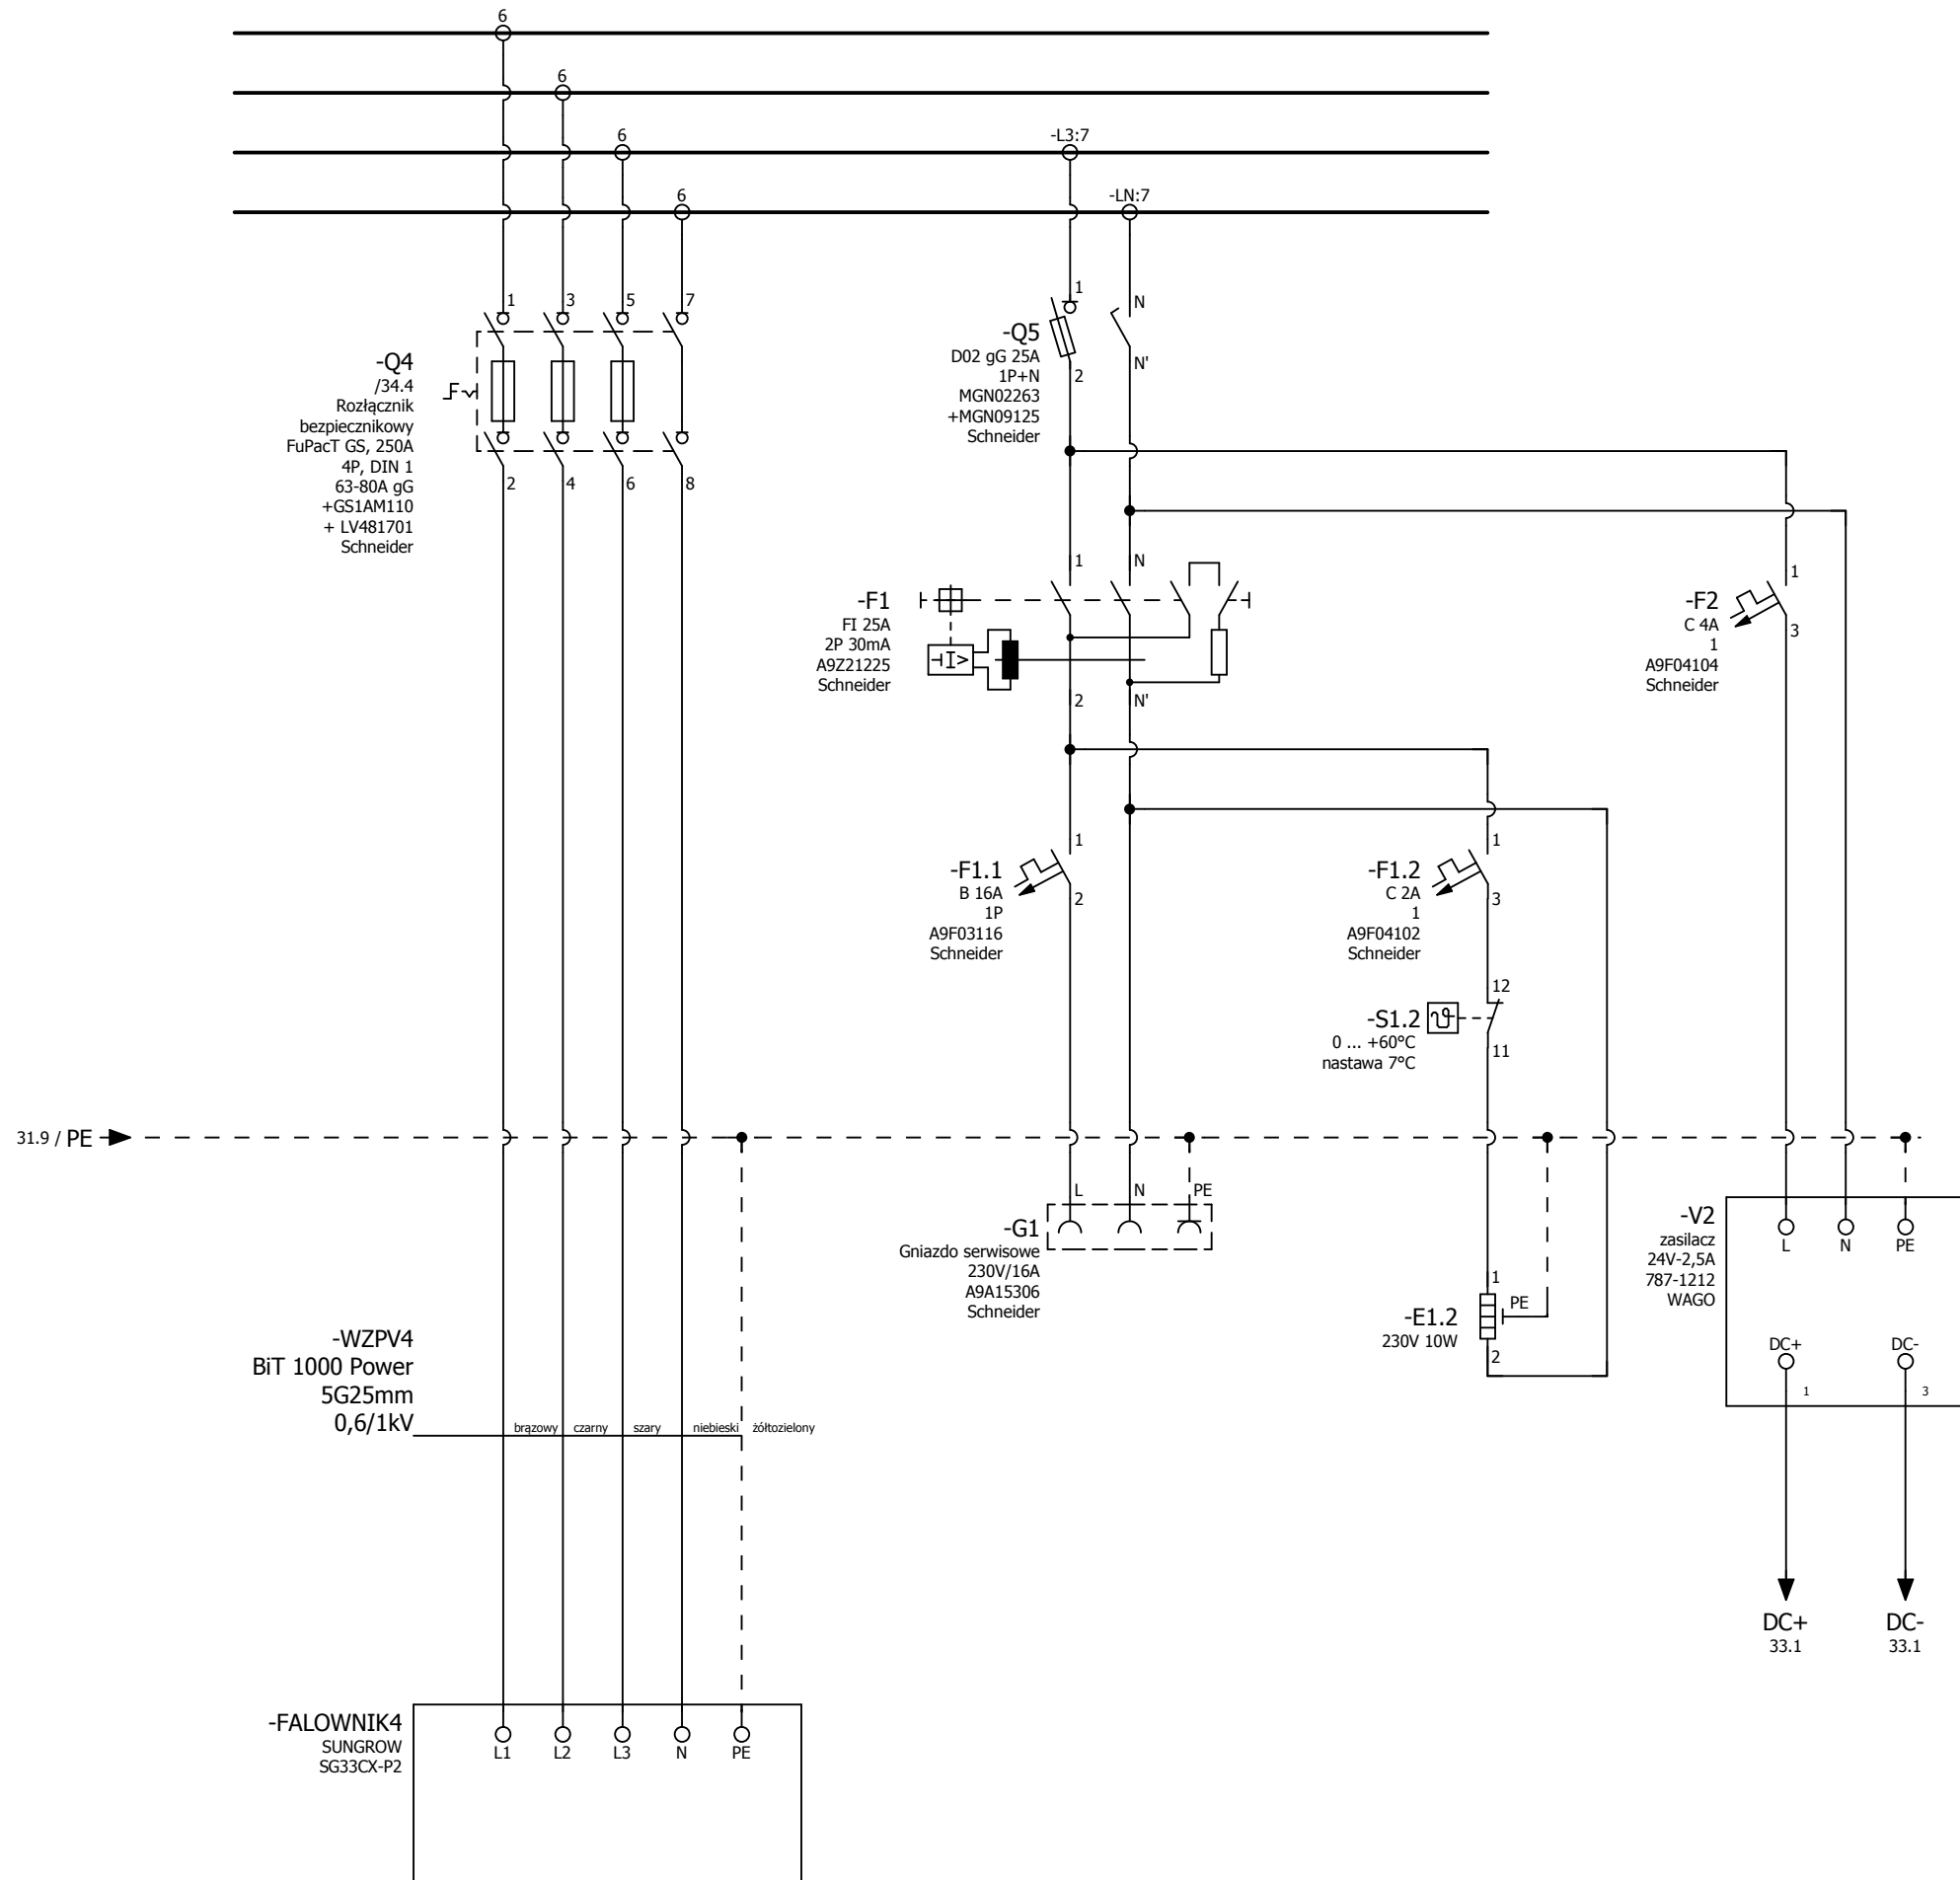 6
6
6
-L3:7
6
-LN:7
1
3
5
7
-Q4
/34.4
Rozłącznik
bezpiecznikowy
FuPacT GS, 250A
4P, DIN 1
63-80A gG
+GS1AM110
+ LV481701
Schneider
2
4
6
8
1
N
-Q5
D02 gG 25A
1P+N
MGN02263
+MGN09125
Schneider
2
N'
1
N
-F1
FI 25A
2P 30mA
A9Z21225
Schneider
I>
2
N'
1
-F2
C 4A
1
A9F04104
Schneider
3
1
-F1.1
B 16A
1P
A9F03116
Schneider
2
1
-F1.2
C 2A
1
A9F04102
Schneider
3
12
-S1.2
0 ... +60°C
nastawa 7°C
ϑ
11
31.9 / PE
L
N
PE
-G1
Gniazdo serwisowe
230V/16A
A9A15306
Schneider
1
PE
-E1.2
230V 10W
2
-V2
zasilacz
24V-2,5A
787-1212
WAGO
L
N
PE
DC+
DC-
1
3
DC+
33.1
DC-
33.1
-WZPV4
BiT 1000 Power
5G25mm
0,6/1kV
brązowy
czarny
szary
niebieski
żółtozielony
-FALOWNIK4
SUNGROW
SG33CX-P2
L1
L2
L3
N
PE